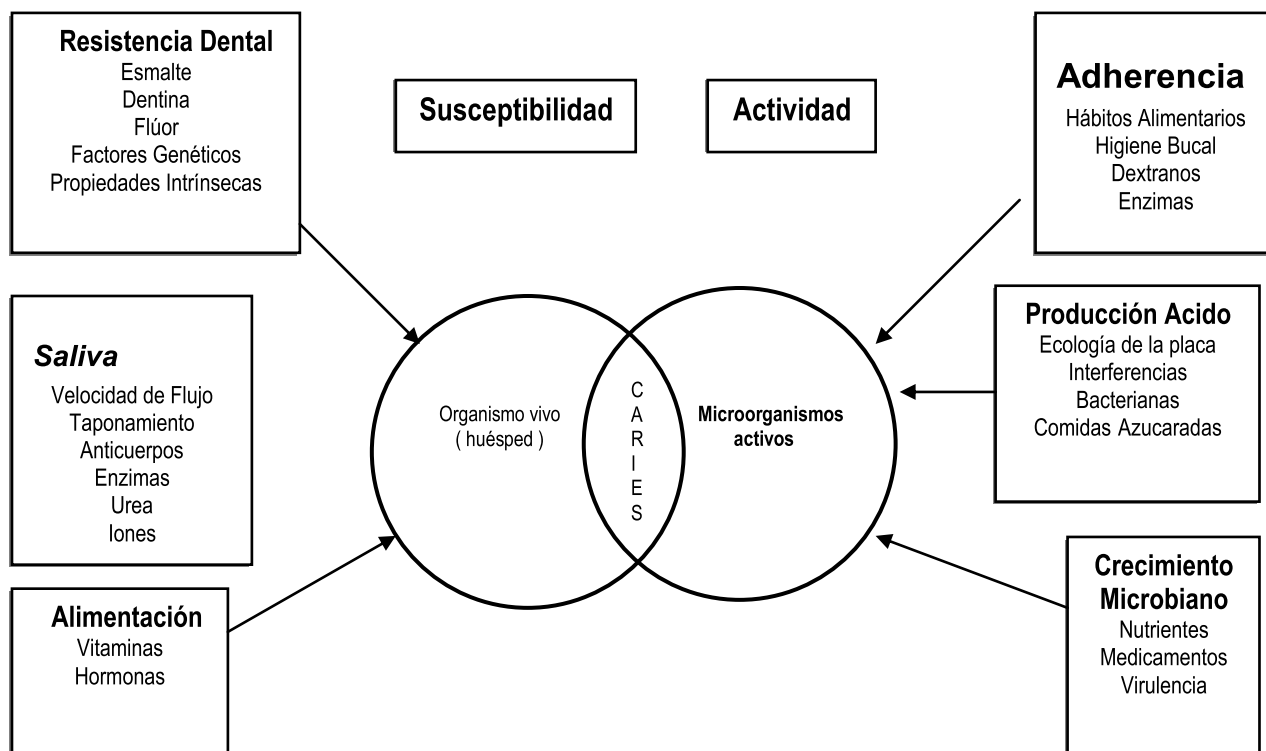 Resistencia Dental
Esmalte
Dentina
Flúor
Factores Genéticos
Propiedades Intrínsecas
Susceptibilidad
Actividad
Adherencia
Hábitos Alimentarios
Higiene Bucal
Dextranos
Enzimas
Saliva
Velocidad de Flujo
Taponamiento
Anticuerpos
Enzimas
Urea
Iones
Organismo vivo
( huésped )
CARIES
Microorganismos
activos
Producción Acido
Ecología de la placa
Interferencias
Bacterianas
Comidas Azucaradas
Alimentación
Vitaminas
Hormonas
Crecimiento
Microbiano
Nutrientes
Medicamentos
Virulencia